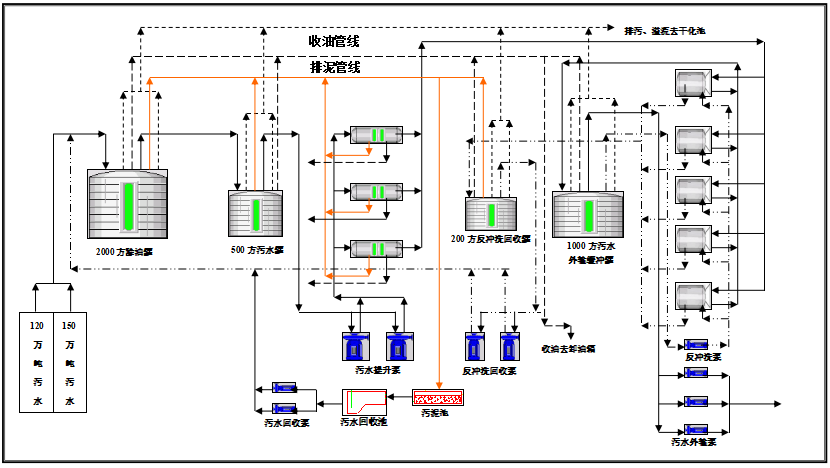 收油管线
排污、溢流去干化池
排泥管线
2000方除油罐
500方污水罐
200方反冲洗回收罐
1000方污水
外输缓冲罐
120
万
吨
污
水
150
万
吨
污
水
污水提升泵
反冲洗回收泵
收油去卸油箱
反冲洗泵
污水回收泵
污水回收池
污泥池
污水外输泵